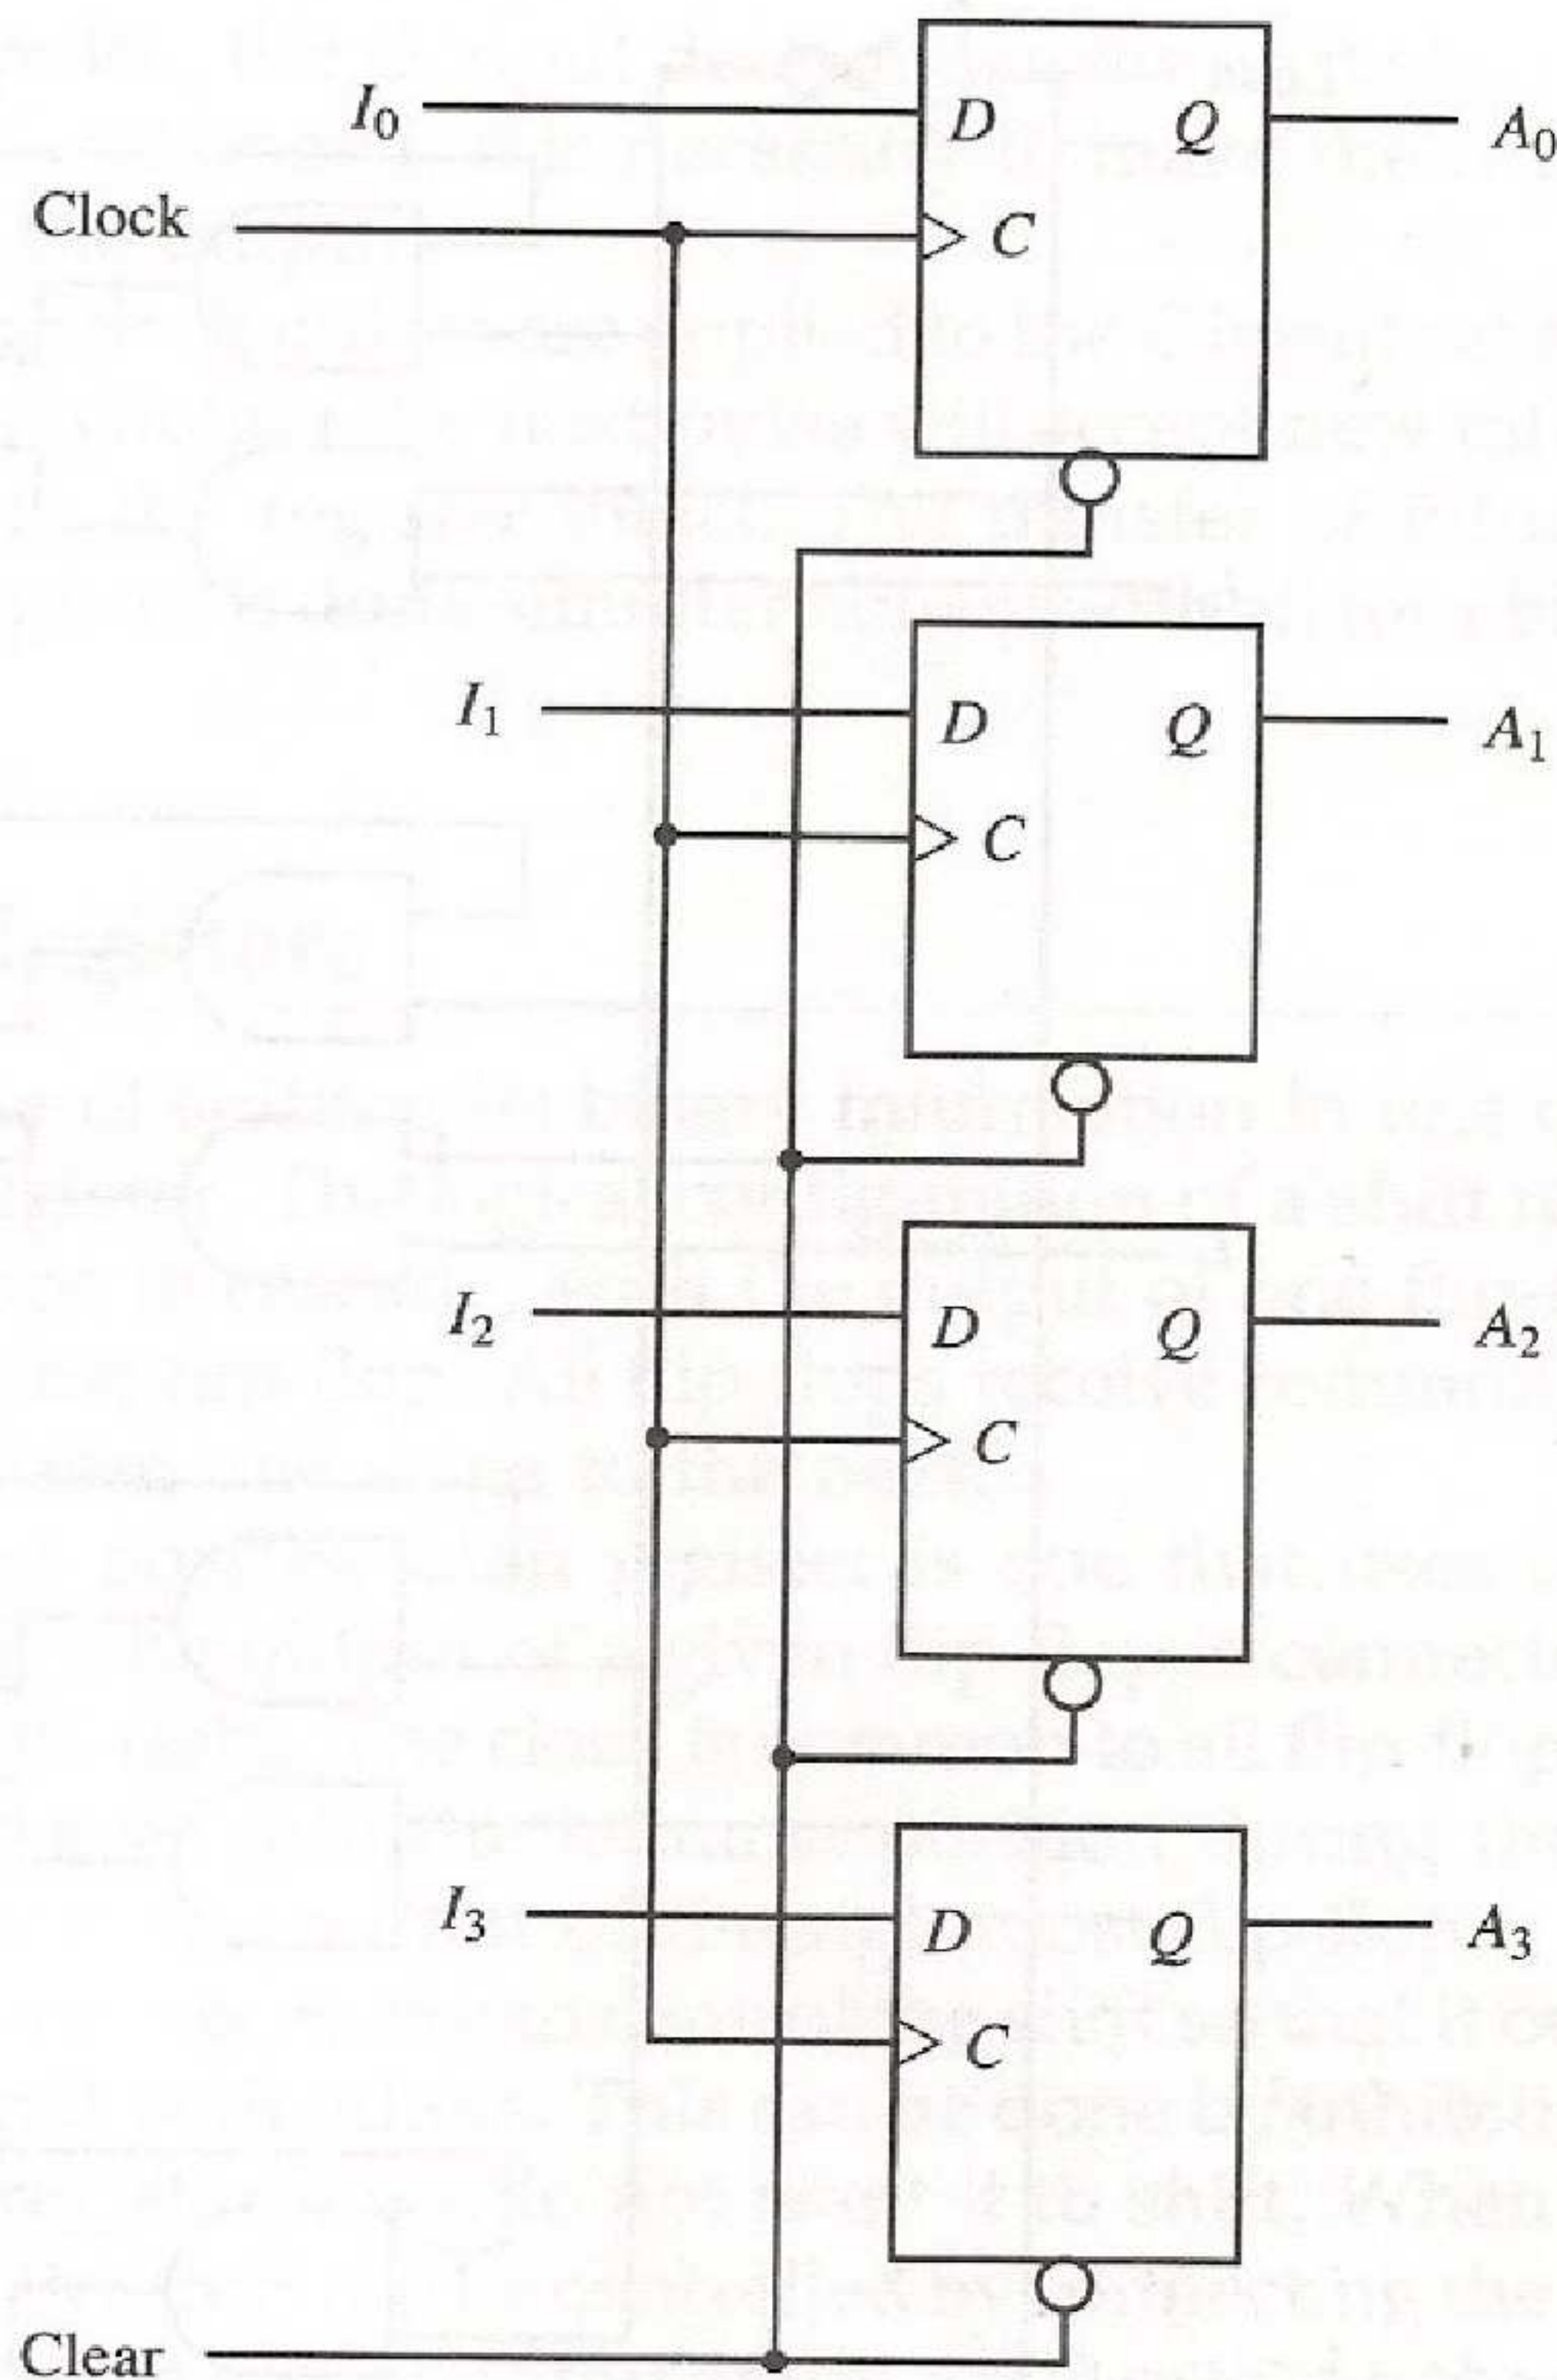 I₀ D Q A₀
Clock C
I₁ D Q A₁
C
I₂ D Q A₂
C
I₃ D Q A₃
C
Clear